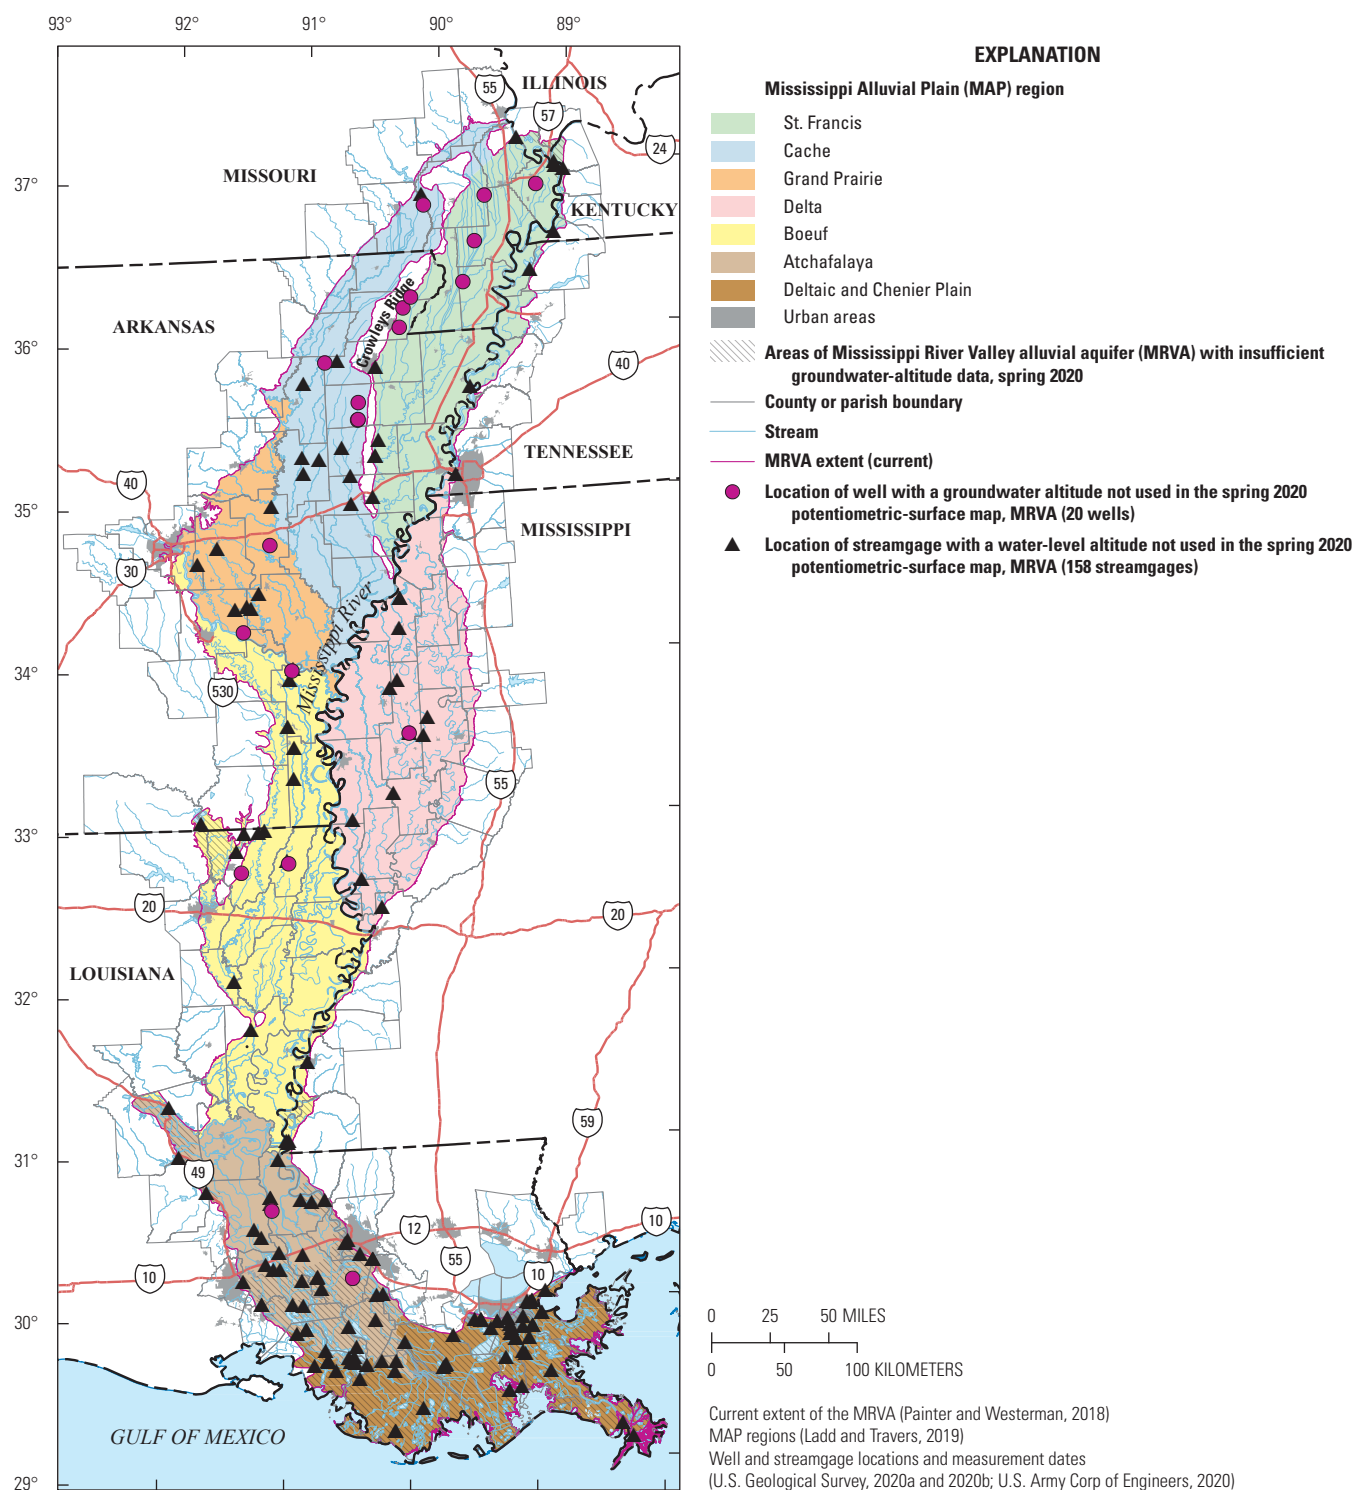 93°
92°
91°
90°
89°
55
ILLINOIS
57
24
MISSOURI
37°
KENTUCKY
Crowleys Ridge
ARKANSAS
36°
40
TENNESSEE
40
35°
MISSISSIPPI
30
Mississippi River
34°
530
55
33°
20
20
LOUISIANA
32°
59
31°
49
12
10
55
10
10
30°
GULF OF MEXICO
29°
EXPLANATION
Mississippi Alluvial Plain (MAP) region
St. Francis
Cache
Grand Prairie
Delta
Boeuf
Atchafalaya
Deltaic and Chenier Plain
Urban areas
Areas of Mississippi River Valley alluvial aquifer (MRVA) with insufficient
groundwater-altitude data, spring 2020
County or parish boundary
Stream
MRVA extent (current)
Location of well with a groundwater altitude not used in the spring 2020
potentiometric-surface map, MRVA (20 wells)
Location of streamgage with a water-level altitude not used in the spring 2020
potentiometric-surface map, MRVA (158 streamgages)
0 25 50 MILES
0 50 100 KILOMETERS
Current extent of the MRVA (Painter and Westerman, 2018)
MAP regions (Ladd and Travers, 2019)
Well and streamgage locations and measurement dates
(U.S. Geological Survey, 2020a and 2020b; U.S. Army Corp of Engineers, 2020)